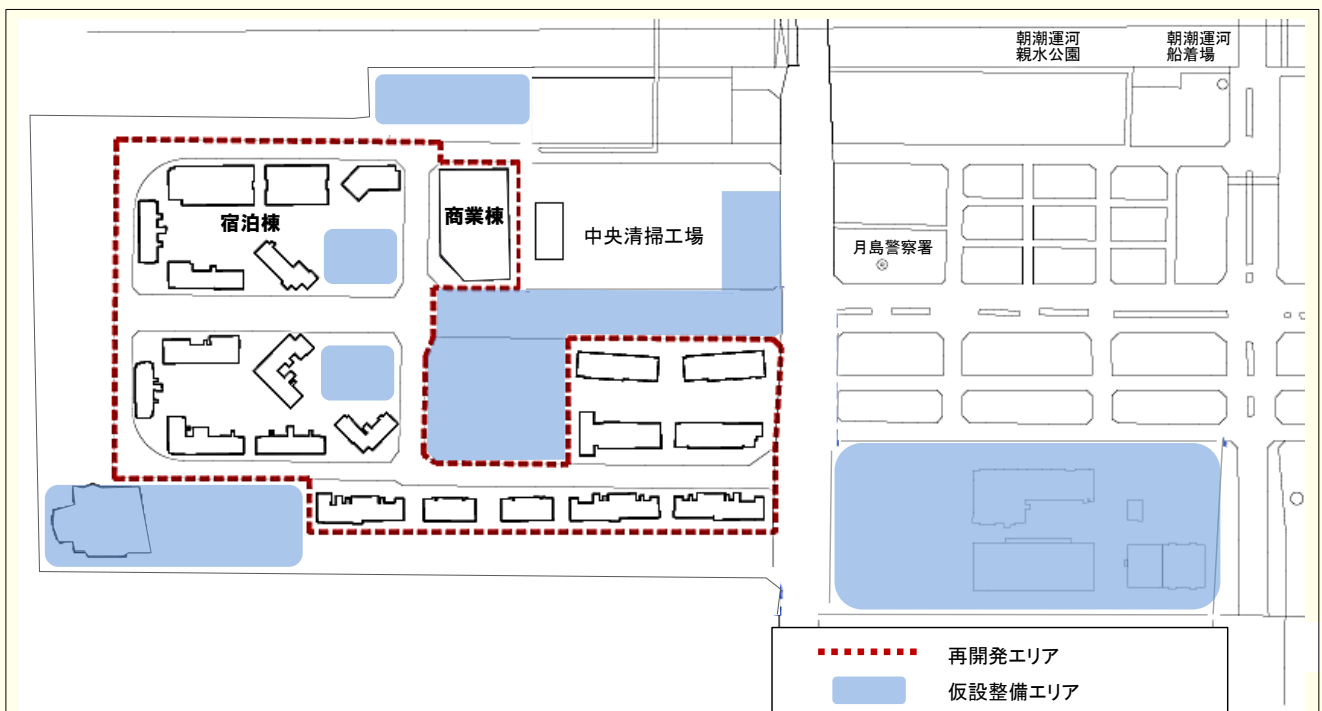 朝潮運河
親水公園
朝潮運河
船着場
宿泊棟
商業棟
中央清掃工場
月島警察署
再開発エリア
仮設整備エリア